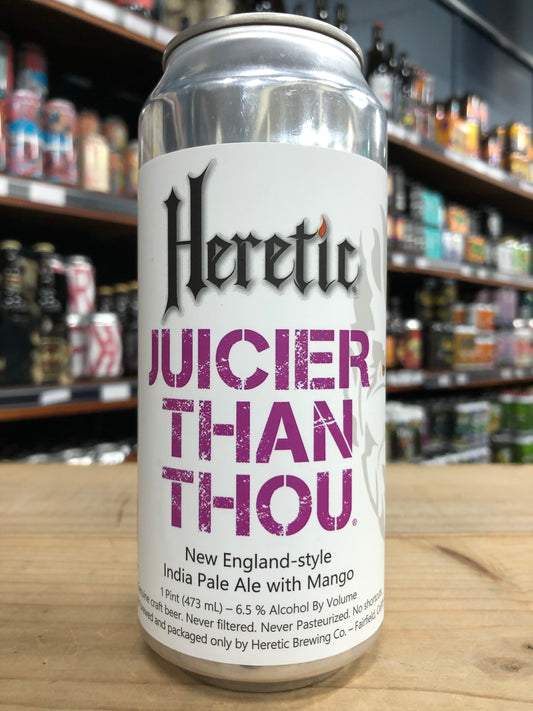 Heretic
JUICIER
THAN
THOU®
New England-style
India Pale Ale with Mango
1 Pint (473 mL) – 6.5 % Alcohol By Volume
craft beer. Never filtered. Never Pasteurized. No
and packaged only by Heretic Brewing Co. – Fairfield,